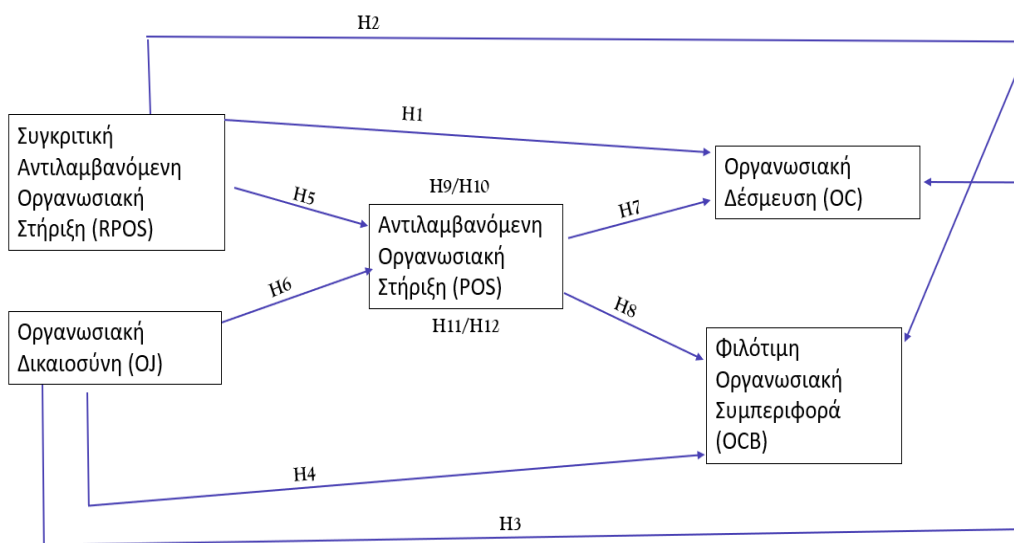 H2
H1
Συγκριτική
Αντιλαμβανόμενη
Οργανωσιακή
Στήριξη (RPOS)
Οργανωσιακή
Δέσμευση (OC)
H5
H9/H10
H7
Αντιλαμβανόμενη
Οργανωσιακή
Στήριξη (POS)
H6
H11/H12
H8
Οργανωσιακή
Δικαιοσύνη (OJ)
Φιλότιμη
Οργανωσιακή
Συμπεριφορά
(OCB)
H4
H3